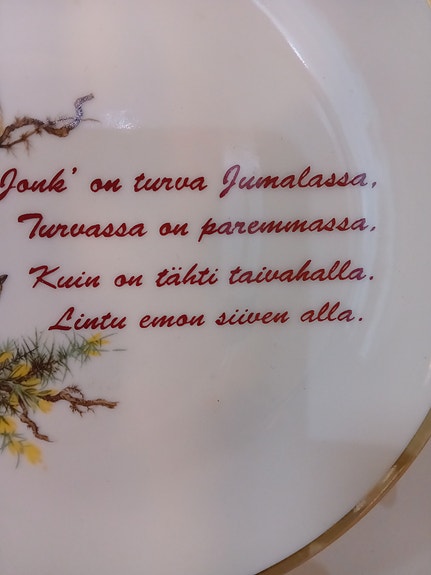 Jonk' on turva Jumalassa,
Turvassa on paremmassa,
Kuin on tähti taivahalla.
Lintu emon siiven alla.